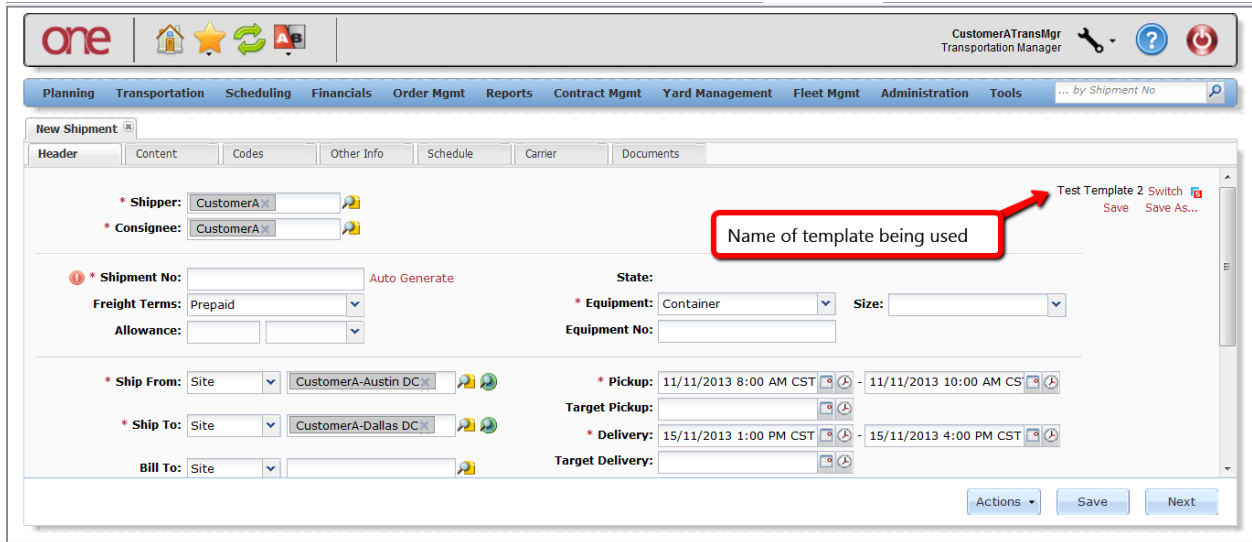 one
AB
CustomerATransMgr
Transportation Manager
?
Planning Transportation Scheduling Financials Order Mgmt Reports Contract Mgmt Yard Management Fleet Mgmt Administration Tools ... by Shipment No
New Shipment
Header Content Codes Other Info Schedule Carrier Documents
Test Template 2 Switch
Save Save As...
* Shipper: CustomerA
* Consignee: CustomerA
Name of template being used
* Shipment No: Auto Generate State:
Freight Terms: Prepaid * Equipment: Container Size:
Allowance: Equipment No:
* Ship From: Site CustomerA-Austin DC * Pickup: 11/11/2013 8:00 AM CST - 11/11/2013 10:00 AM CS
Target Pickup:
* Ship To: Site CustomerA-Dallas DC * Delivery: 15/11/2013 1:00 PM CST - 15/11/2013 4:00 PM CST
Bill To: Site Target Delivery:
Actions Save Next